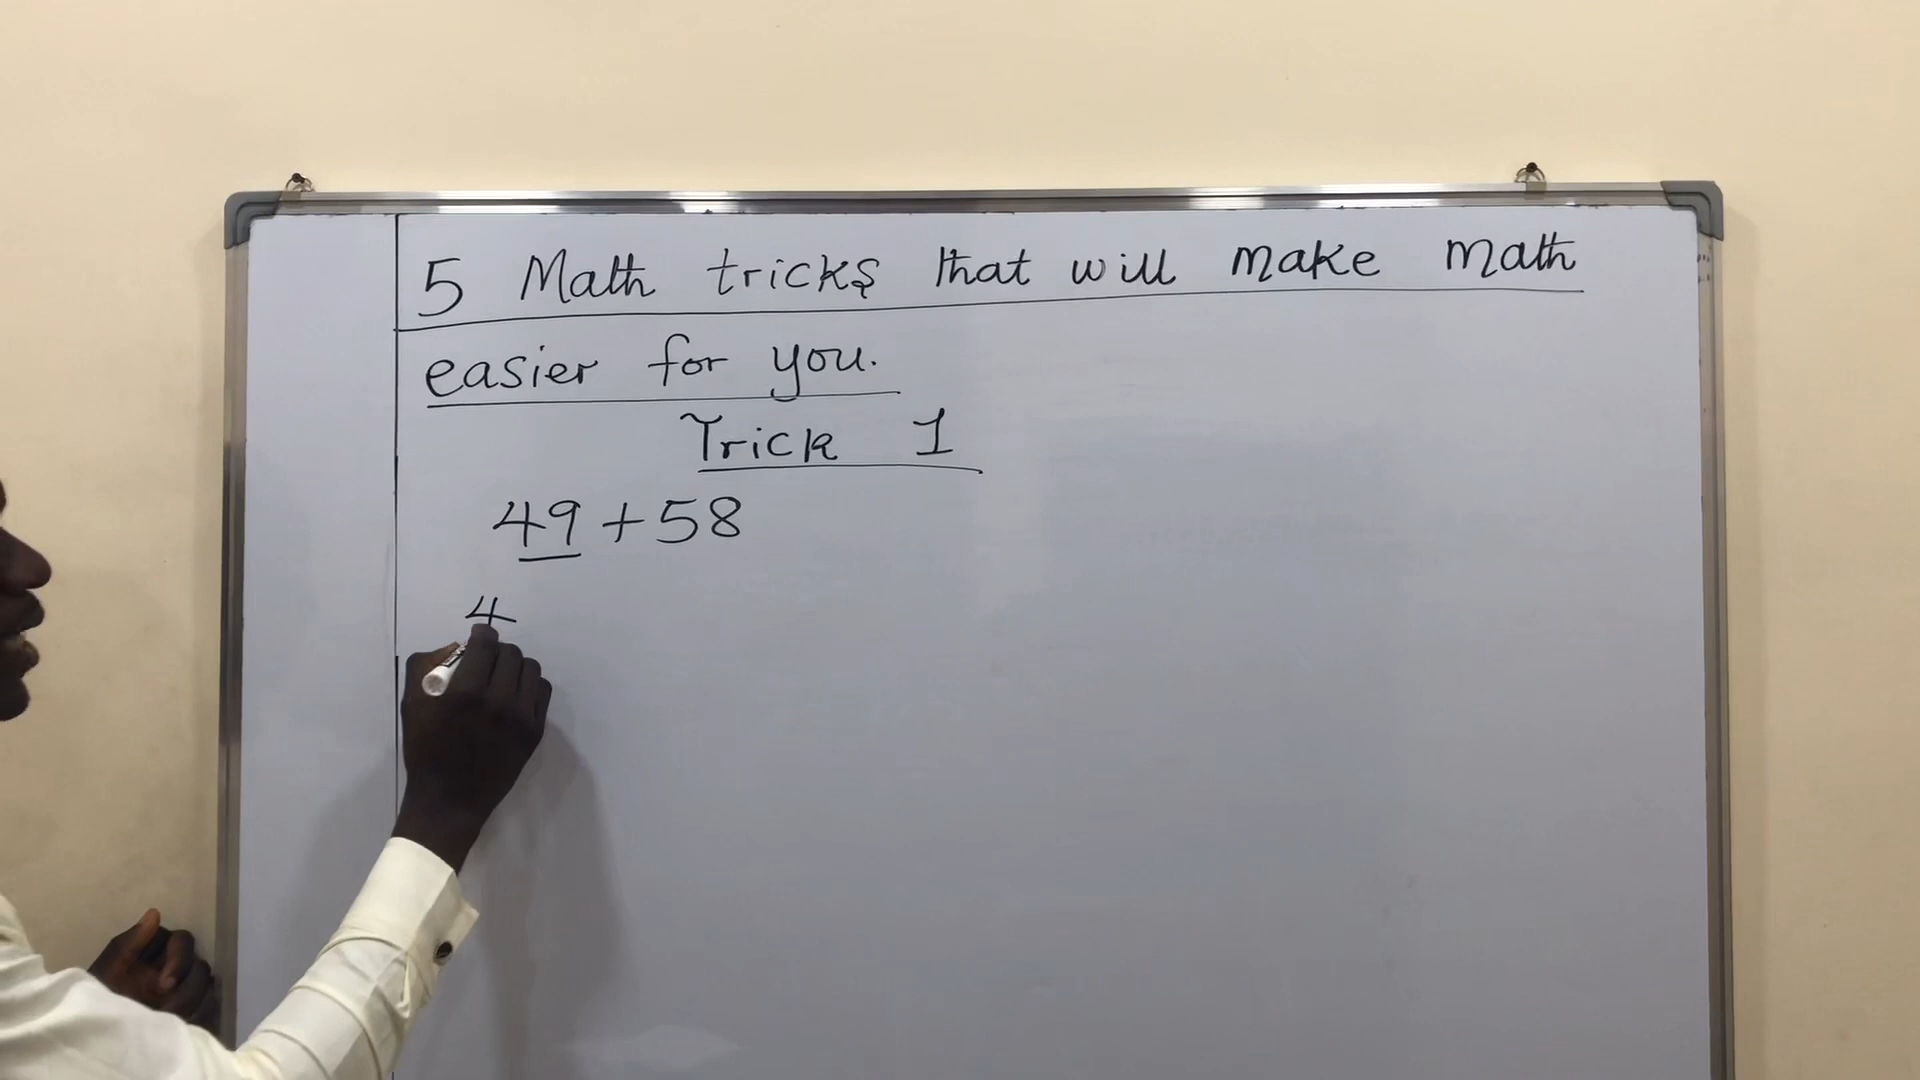 5 Math tricks that will make math
easier for you.
Trick 1
49 + 58
4